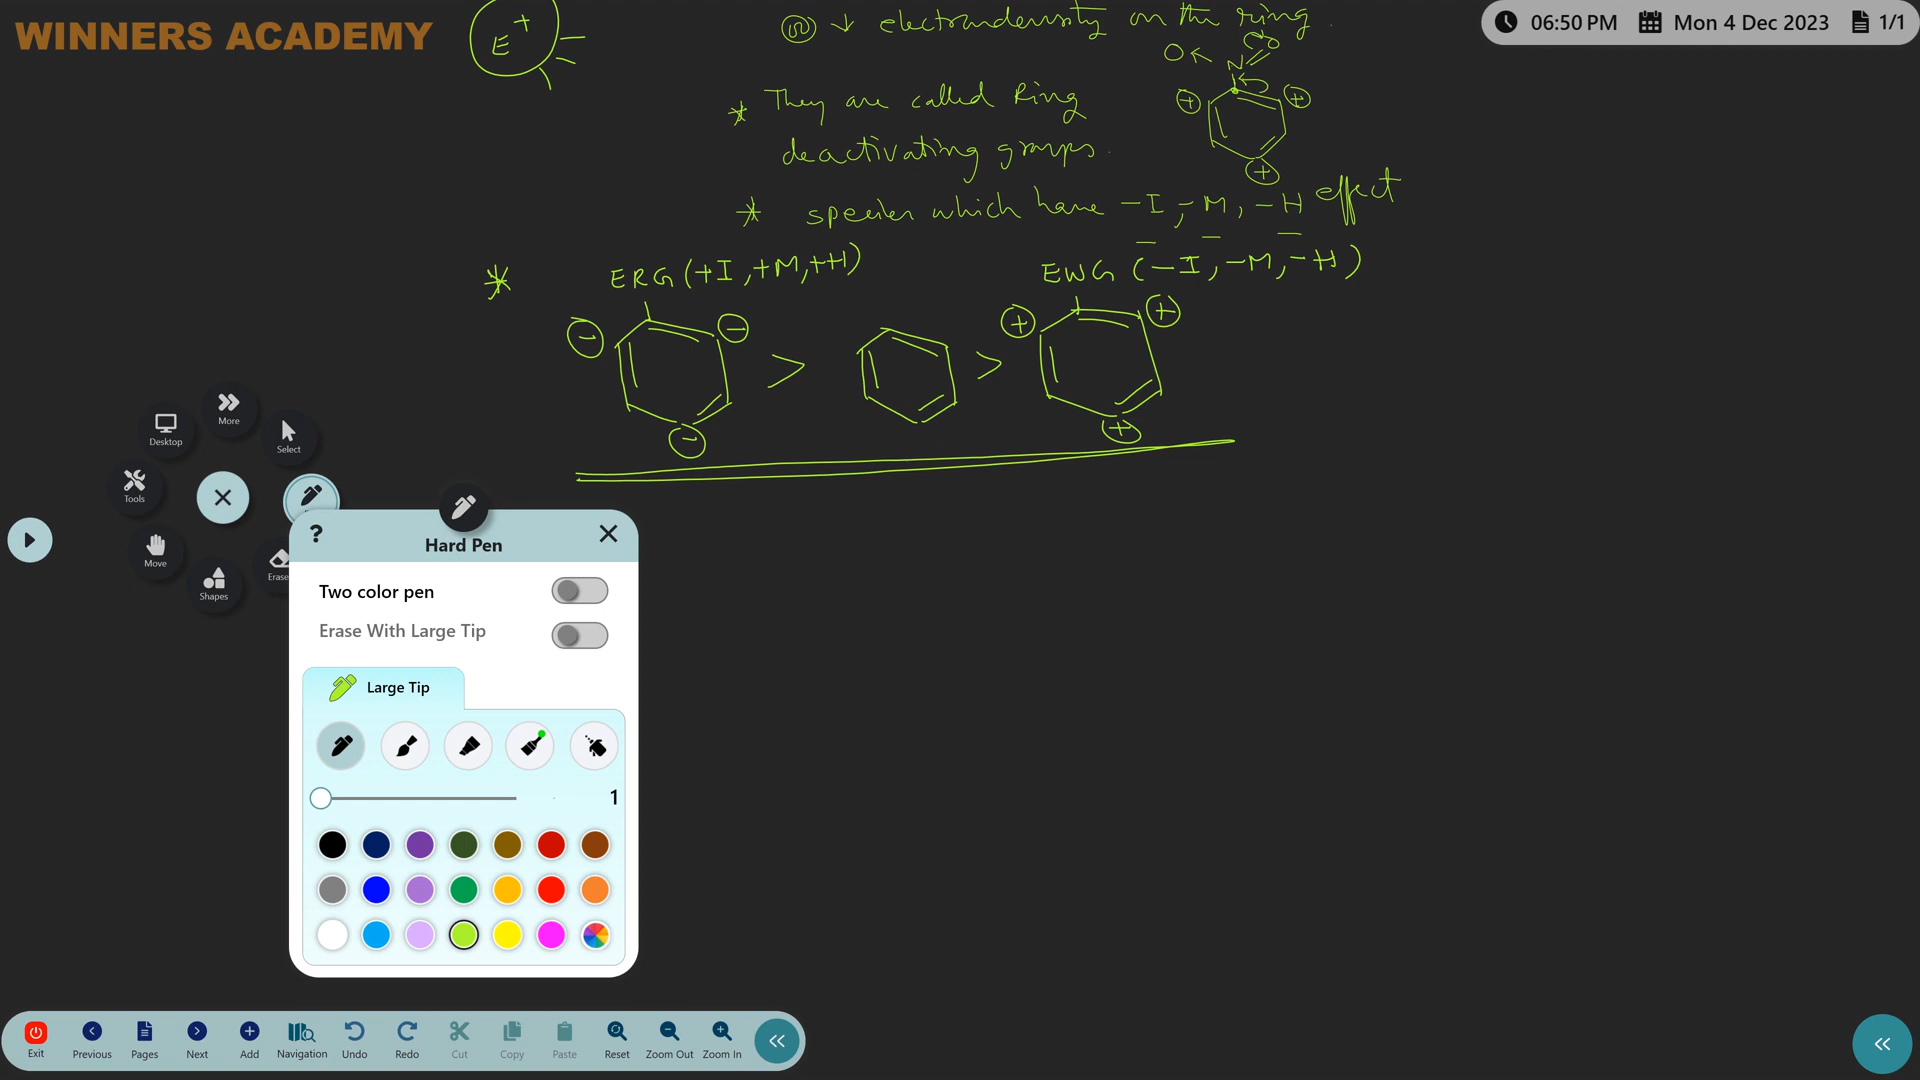 WINNERS ACADEMY
06:50 PM Mon 4 Dec 2023 1/1
E+
↓ electrondensity on the ring.
O N O
* They are called Ring
deactivating groups.
+ + +
* which have -I, -M, -H effect
* ERG (+I, +M, +H) EWG (-I, -M, -H)
- - - > > + + +
More
Desktop
Select
Tools
Move
Erase
Shapes
? Hard Pen
Two color pen
Erase With Large Tip
Large Tip
1
Exit Previous Pages Next Add Navigation Undo Redo Cut Copy Paste Reset Zoom Out Zoom In